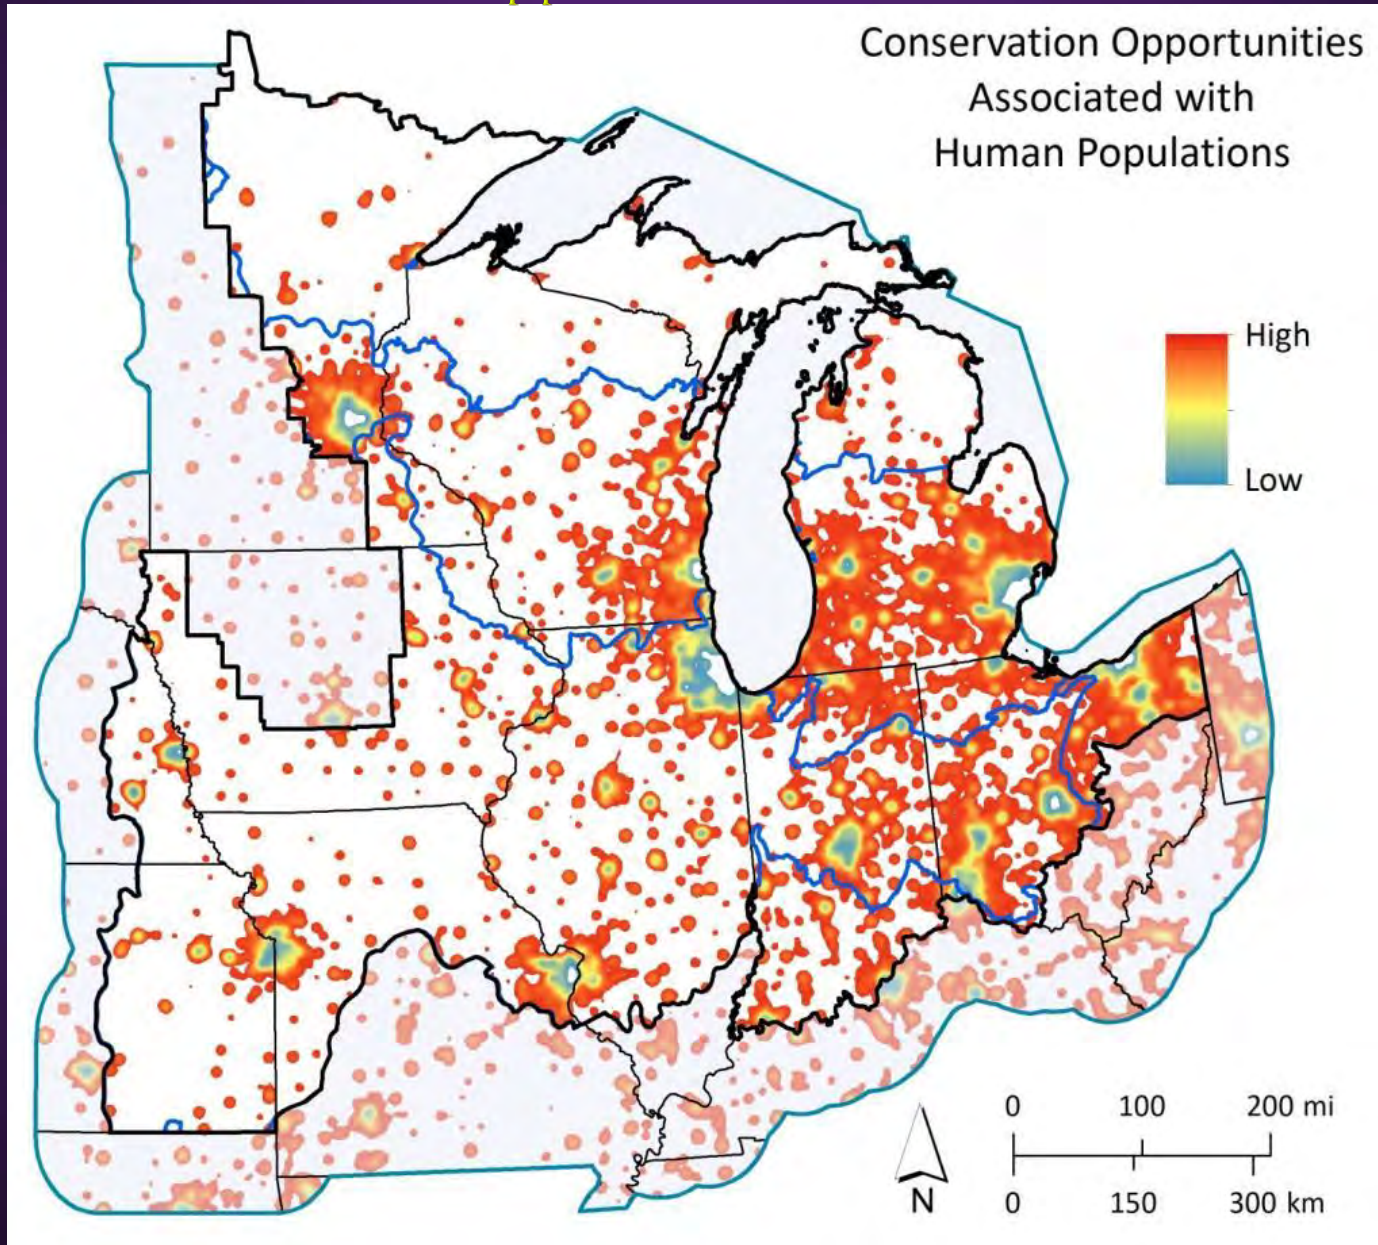 Conservation Opportunities
Associated with
Human Populations
High
Low
0 100 200 mi
0 150 300 km
N